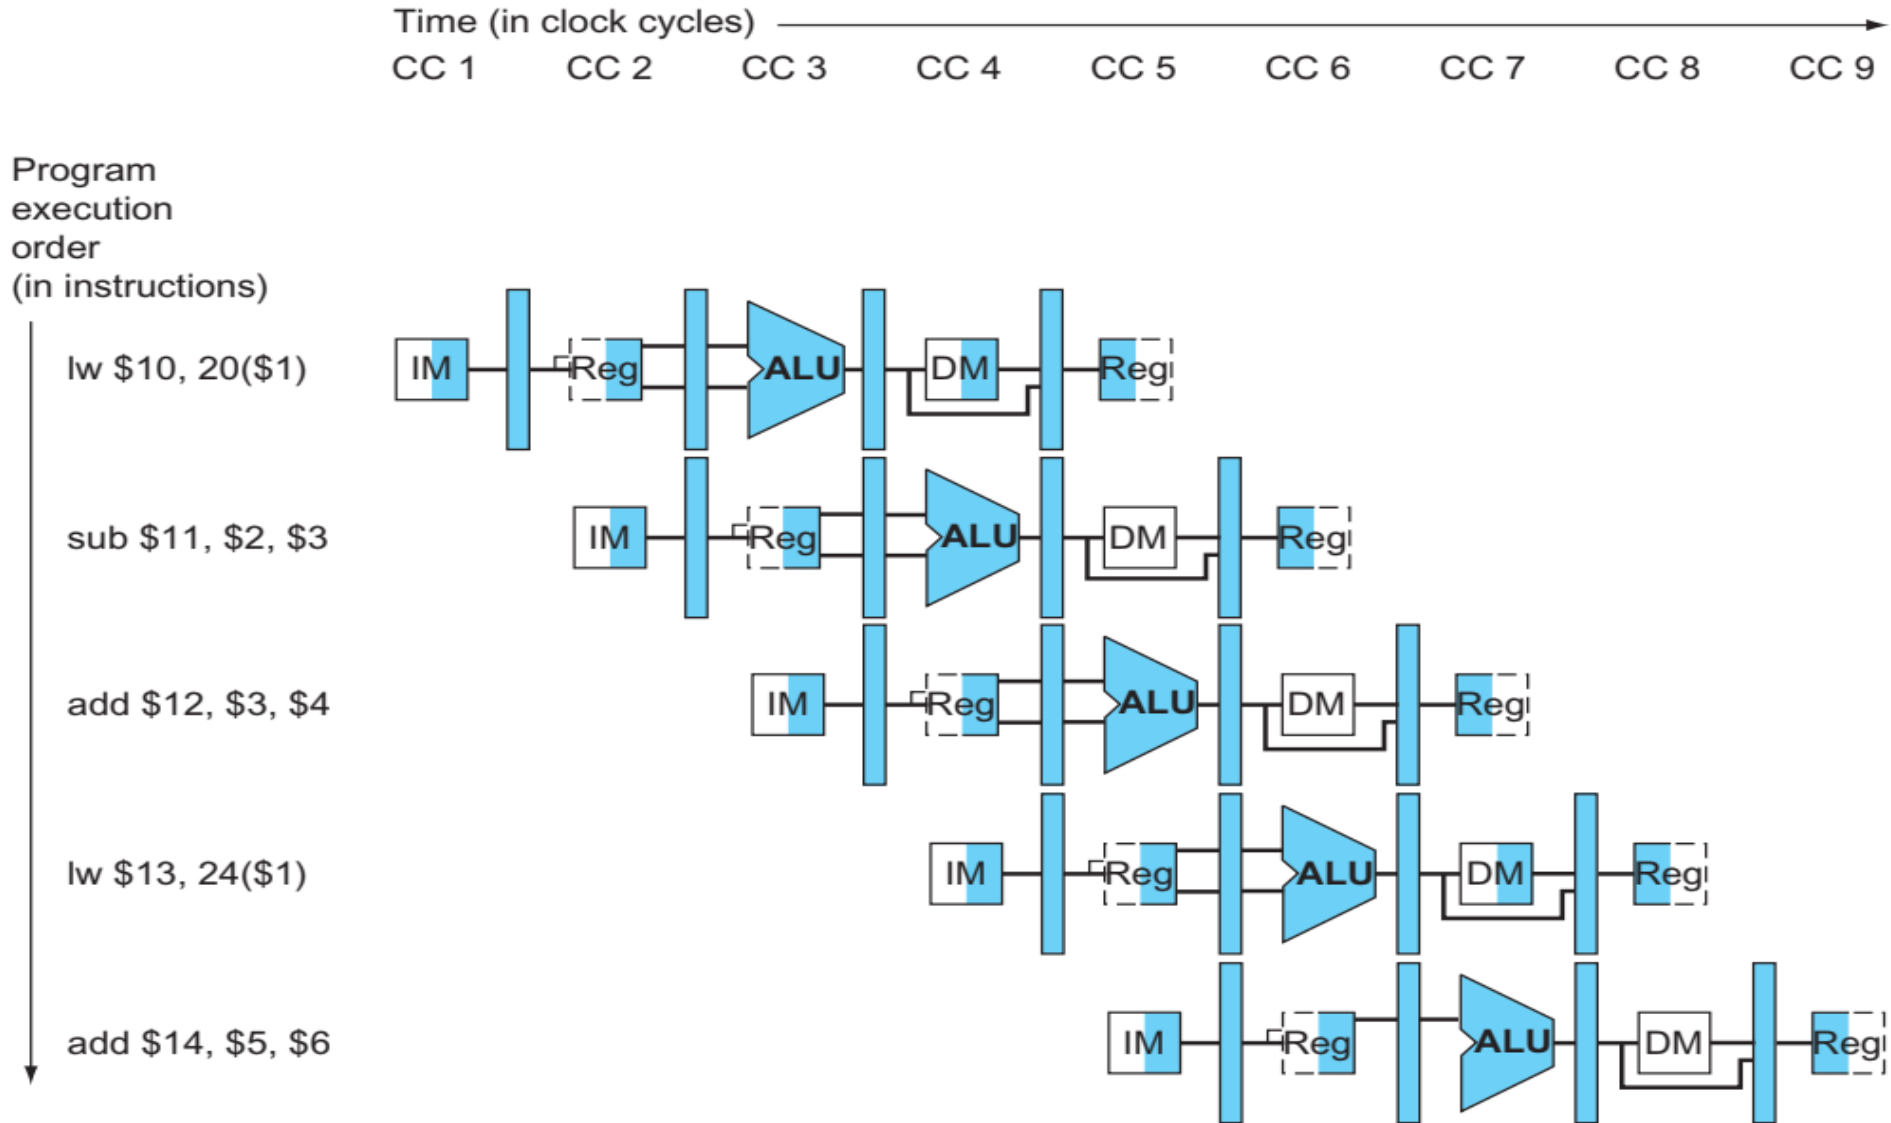 Time (in clock cycles)
CC 1 CC 2 CC 3 CC 4 CC 5 CC 6 CC 7 CC 8 CC 9
Program
execution
order
(in instructions)
lw $10, 20($1) IM Reg ALU DM Reg
sub $11, $2, $3 IM Reg ALU DM Reg
add $12, $3, $4 IM Reg ALU DM Reg
lw $13, 24($1) IM Reg ALU DM Reg
add $14, $5, $6 IM Reg ALU DM Reg